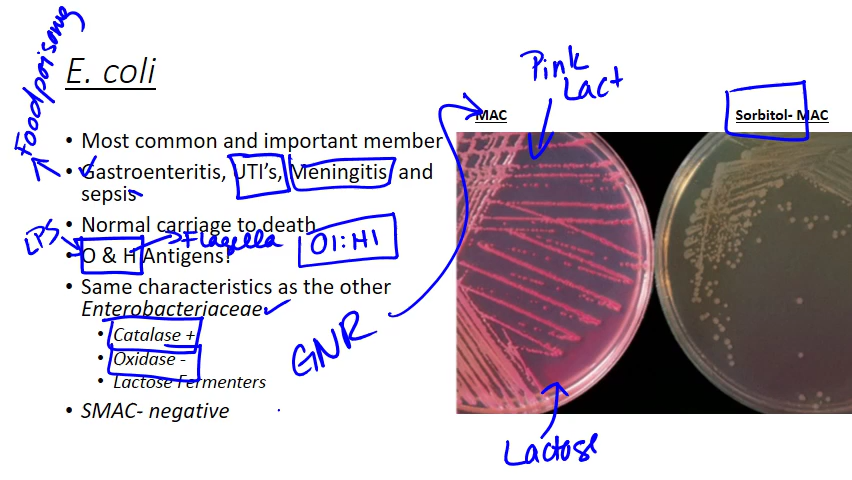 Foodpoisoning
E. coli
Pink
Lact
MAC
Sorbitol- MAC
• Most common and important member
• Gastroenteritis, UTI's, Meningitis and
sepsis
• Normal carriage to death
LPS
Flagella
O1:H1
• O & H Antigens?
• Same characteristics as the other
Enterobacteriaceae
• Catalase +
• Oxidase -
GNR
• Lactose Fermenters
• SMAC- negative
Lactose